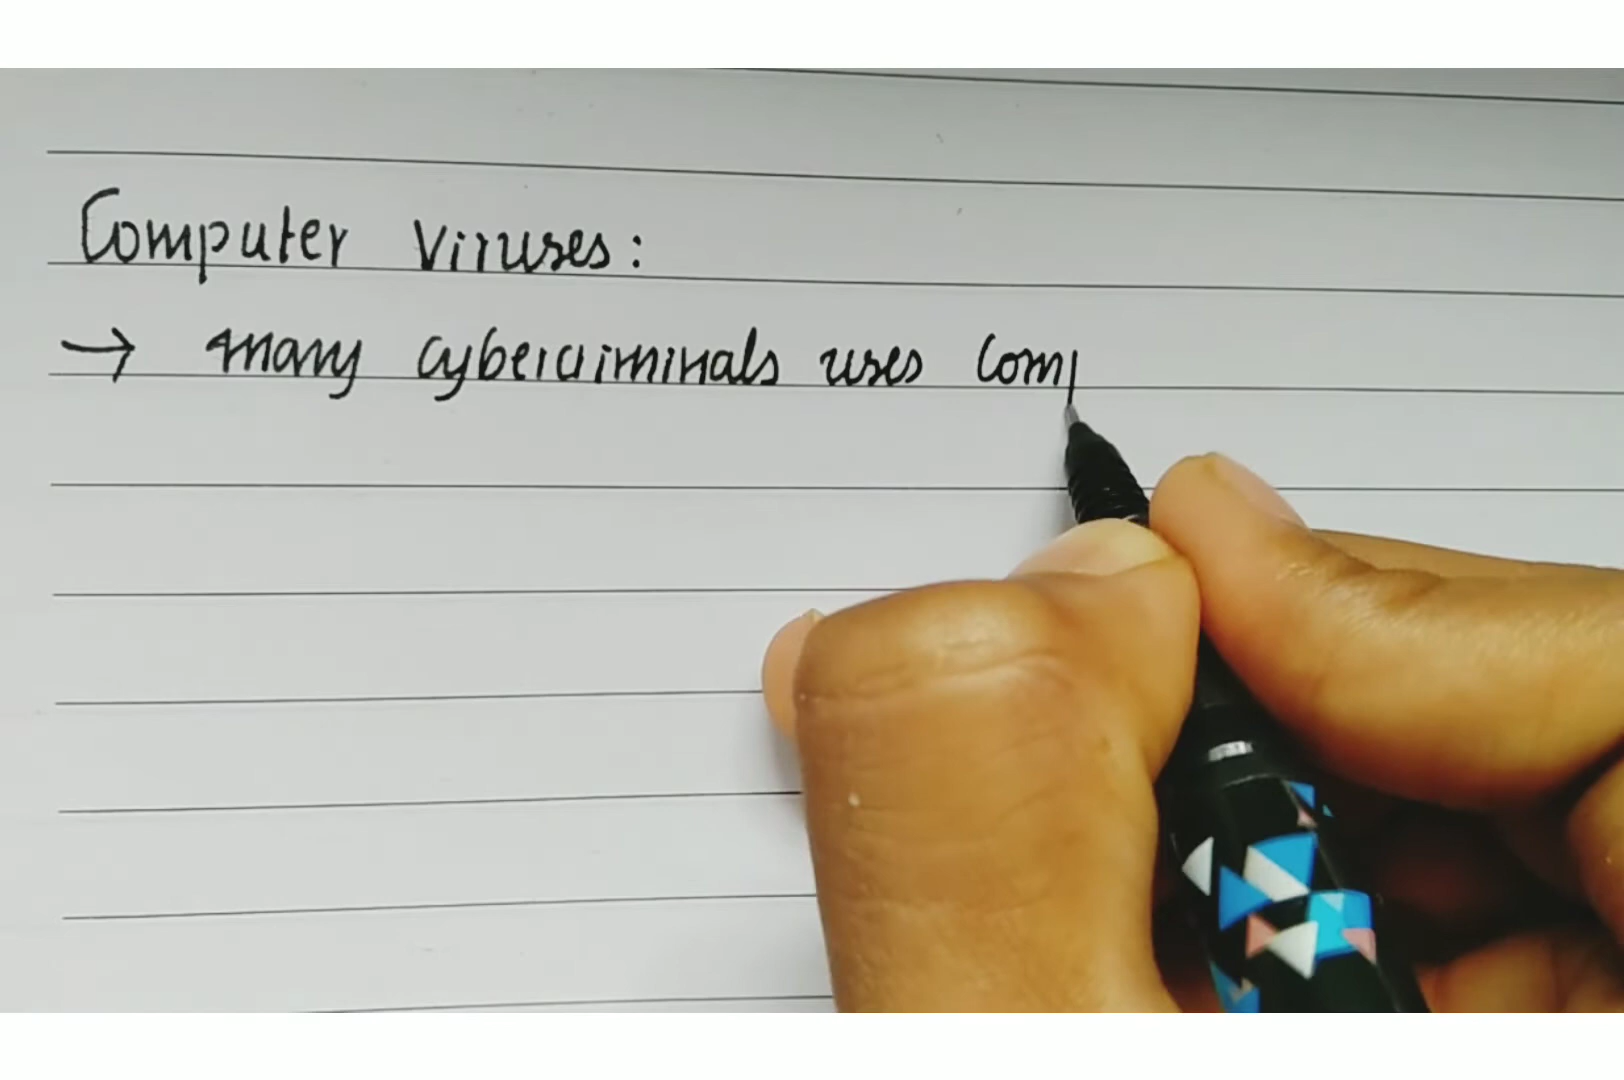 Computer Viruses:
→ many cybercriminals uses Com